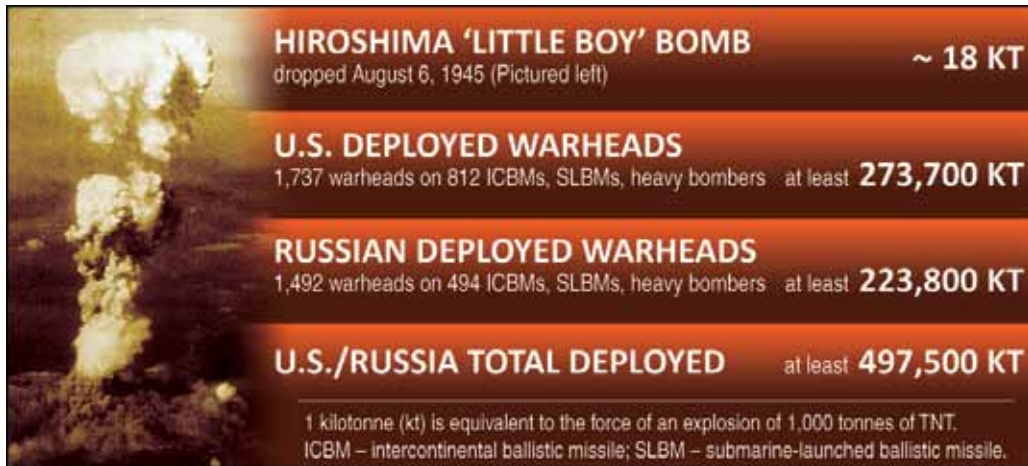 HIROSHIMA ‘LITTLE BOY’ BOMB
dropped August 6, 1945 (Pictured left)
~ 18 KT
U.S. DEPLOYED WARHEADS
1,737 warheads on 812 ICBMs, SLBMs, heavy bombers at least 273,700 KT
RUSSIAN DEPLOYED WARHEADS
1,492 warheads on 494 ICBMs, SLBMs, heavy bombers at least 223,800 KT
U.S./RUSSIA TOTAL DEPLOYED at least 497,500 KT
1 kilotonne (kt) is equivalent to the force of an explosion of 1,000 tonnes of TNT.
ICBM – intercontinental ballistic missile; SLBM – submarine-launched ballistic missile.